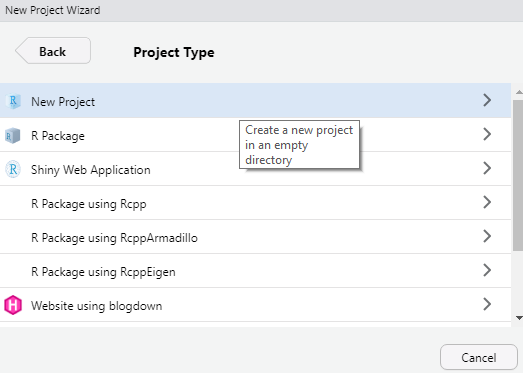 New Project Wizard
Back
Project Type
R New Project
Create a new project
in an empty
directory
R R Package
R Shiny Web Application
R Package using Rcpp
R Package using RcppArmadillo
R Package using RcppEigen
H Website using blogdown
Cancel